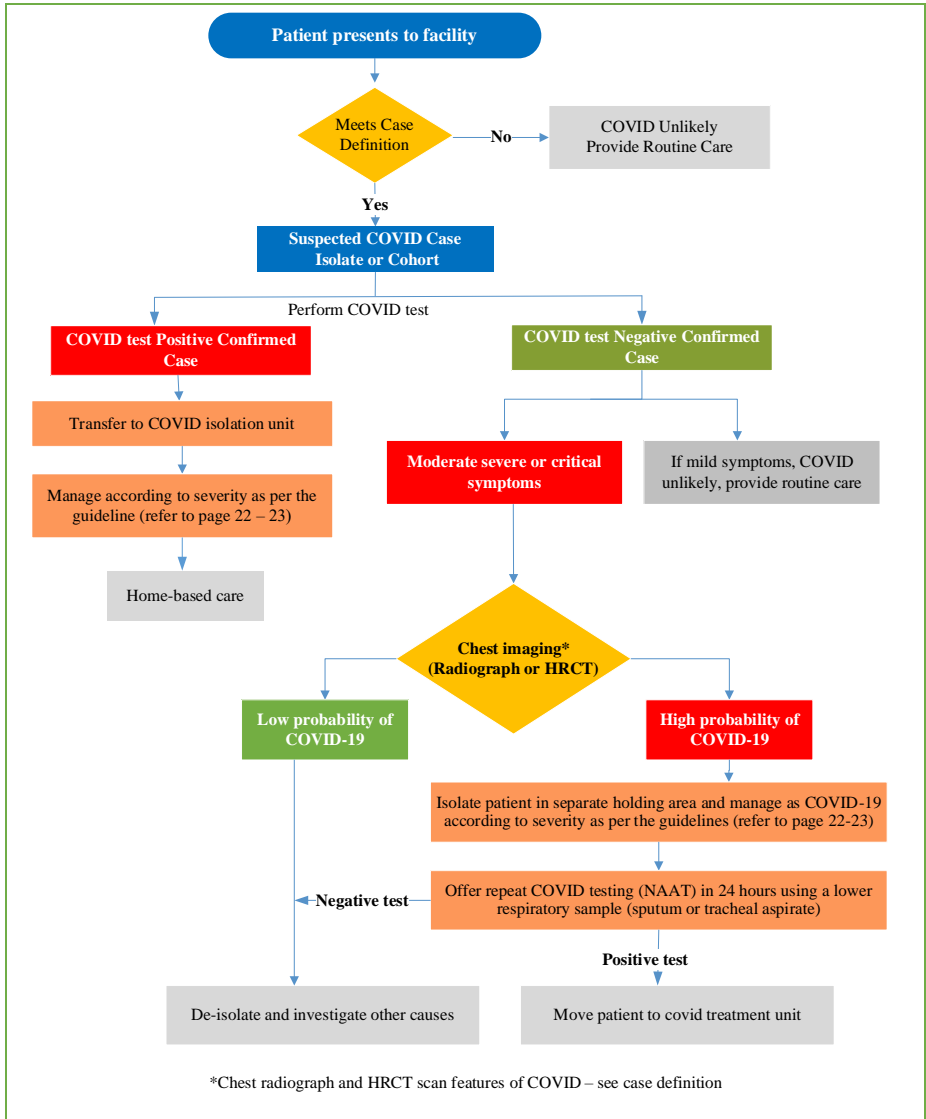 Patient presents to facility
Meets Case
Definition
No
COVID Unlikely
Provide Routine Care
Yes
Suspected COVID Case
Isolate or Cohort
Perform COVID test
COVID test Positive Confirmed
Case
COVID test Negative Confirmed
Case
Transfer to COVID isolation unit
Manage according to severity as per the
guideline (refer to page 22 – 23)
Home-based care
Moderate severe or critical
symptoms
If mild symptoms, COVID
unlikely, provide routine care
Chest imaging*
(Radiograph or HRCT)
Low probability of
COVID-19
High probability of
COVID-19
Isolate patient in separate holding area and manage as COVID-19
according to severity as per the guidelines (refer to page 22-23)
Negative test
Offer repeat COVID testing (NAAT) in 24 hours using a lower
respiratory sample (sputum or tracheal aspirate)
Positive test
De-isolate and investigate other causes
Move patient to covid treatment unit
*Chest radiograph and HRCT scan features of COVID – see case definition